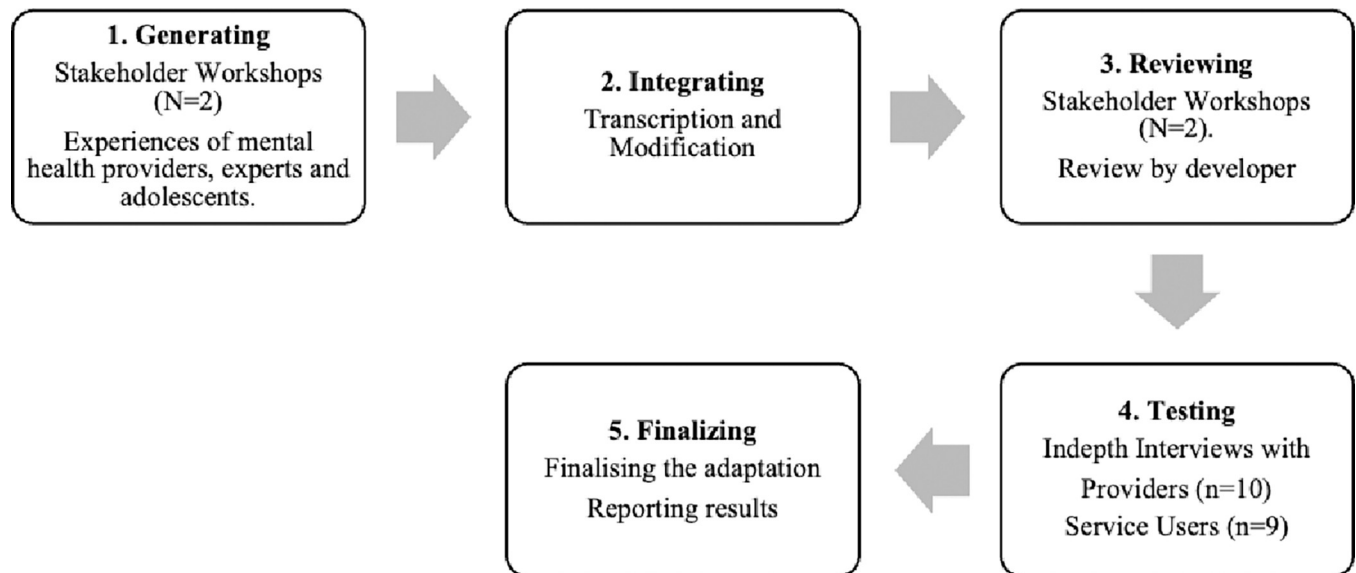 1. Generating
Stakeholder Workshops
(N=2)
Experiences of mental
health providers, experts and
adolescents.
2. Integrating
Transcription and
Modification
3. Reviewing
Stakeholder Workshops
(N=2).
Review by developer
4. Testing
Indepth Interviews with
Providers (n=10)
Service Users (n=9)
5. Finalizing
Finalising the adaptation
Reporting results